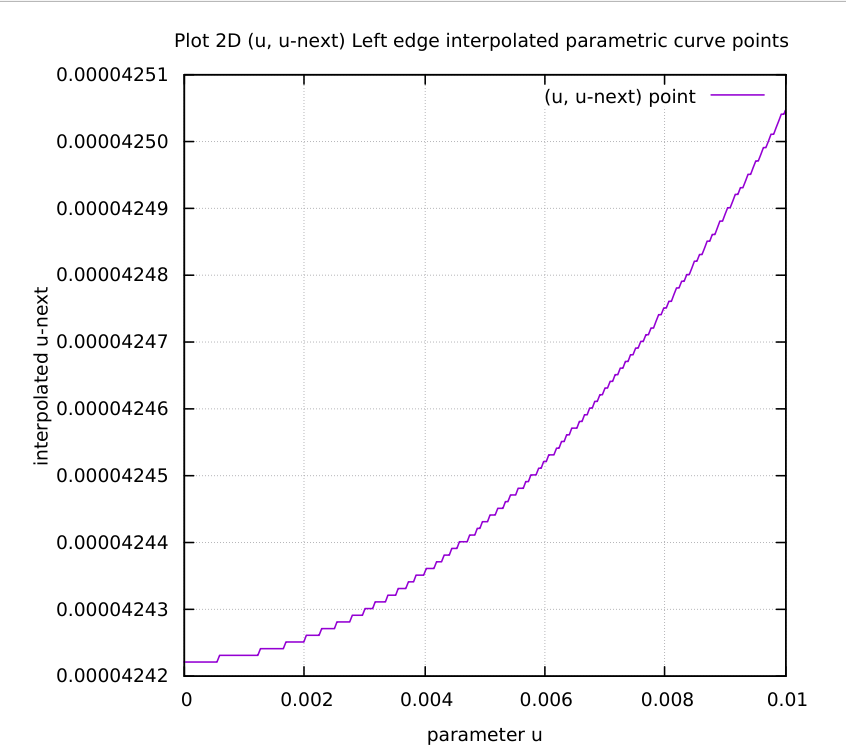 Plot 2D (u, u-next) Left edge interpolated parametric curve points
(u, u-next) point
0.00004251
0.00004250
0.00004249
0.00004248
0.00004247
0.00004246
0.00004245
0.00004244
0.00004243
0.00004242
interpolated u-next
0 0.002 0.004 0.006 0.008 0.01
parameter u